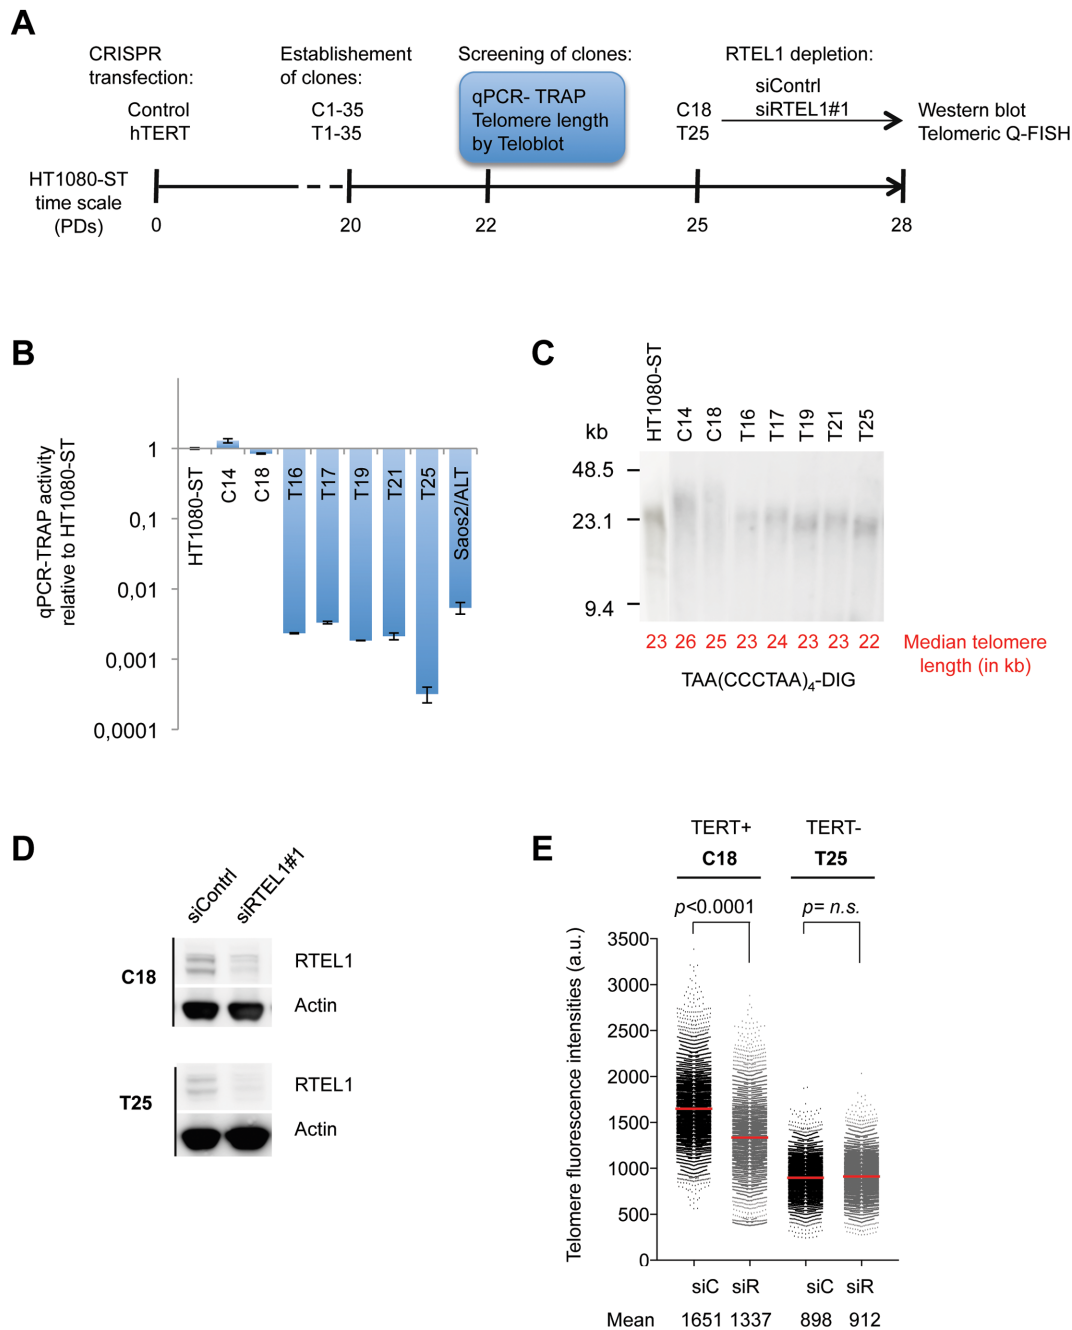 A
CRISPR
transfection:
Control
hTERT
Establishement
of clones:
C1-35
T1-35
Screening of clones:
qPCR- TRAP
Telomere length
by Teloblot
RTEL1 depletion:
siContrl
siRTEL1#1
C18
T25
Western blot
Telomeric Q-FISH
HT1080-ST
time scale
(PDs)
0 20 22 25 28
B
qPCR-TRAP activity
relative to HT1080-ST
1
0,1
0,01
0,001
0,0001
HT1080-ST C14 C18 T16 T17 T19 T21 T25 Saos2/ALT
C
HT1080-ST C14 C18 T16 T17 T19 T21 T25
kb
48.5
23.1
9.4
23 26 25 23 24 23 23 22
Median telomere
length (in kb)
TAA(CCCTAA)4-DIG
D
siContrl siRTEL1#1
C18
RTEL1
Actin
T25
RTEL1
Actin
E
TERT+ TERT-
C18 T25
p<0.0001 p= n.s.
Telomere fluorescence intensities (a.u.)
3500
3000
2500
2000
1500
1000
500
0
siC siR siC siR
Mean 1651 1337 898 912